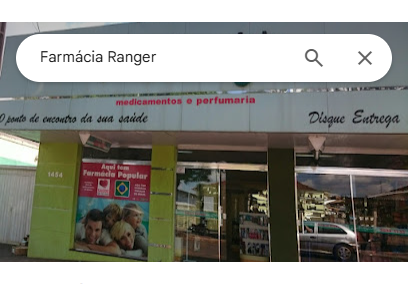 Farmácia Ranger
medicamentos e perfumaria
O ponto de encontro da sua saúde
Disque Entrega
1454
Aqui tem
Farmácia Popular